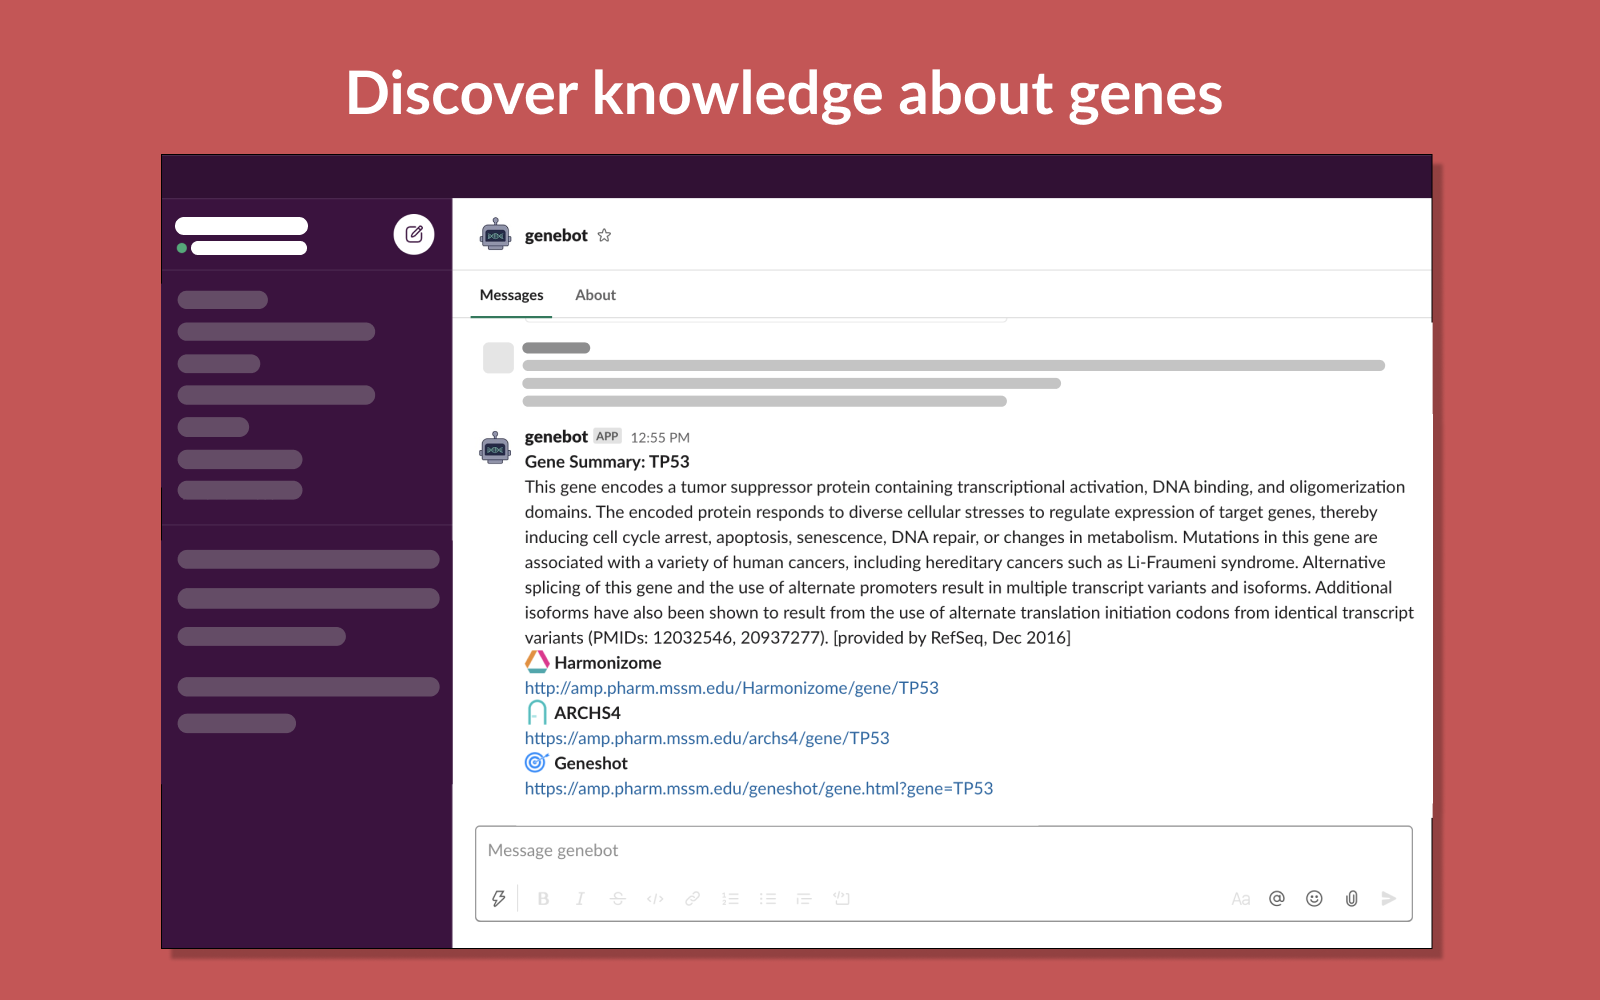 Discover knowledge about genes
genebot
Messages About
genebot APP 12:55 PM
Gene Summary: TP53
This gene encodes a tumor suppressor protein containing transcriptional activation, DNA binding, and oligomerization
domains. The encoded protein responds to diverse cellular stresses to regulate expression of target genes, thereby
inducing cell cycle arrest, apoptosis, senescence, DNA repair, or changes in metabolism. Mutations in this gene are
associated with a variety of human cancers, including hereditary cancers such as Li-Fraumeni syndrome. Alternative
splicing of this gene and the use of alternate promoters result in multiple transcript variants and isoforms. Additional
isoforms have also been shown to result from the use of alternate translation initiation codons from identical transcript
variants (PMIDs: 12032546, 20937277). [provided by RefSeq, Dec 2016]
Harmonizome
http://amp.pharm.mssm.edu/Harmonizome/gene/TP53
ARCHS4
https://amp.pharm.mssm.edu/archs4/gene/TP53
Geneshot
https://amp.pharm.mssm.edu/geneshot/gene.html?gene=TP53
Message genebot
B I S </> Aa @